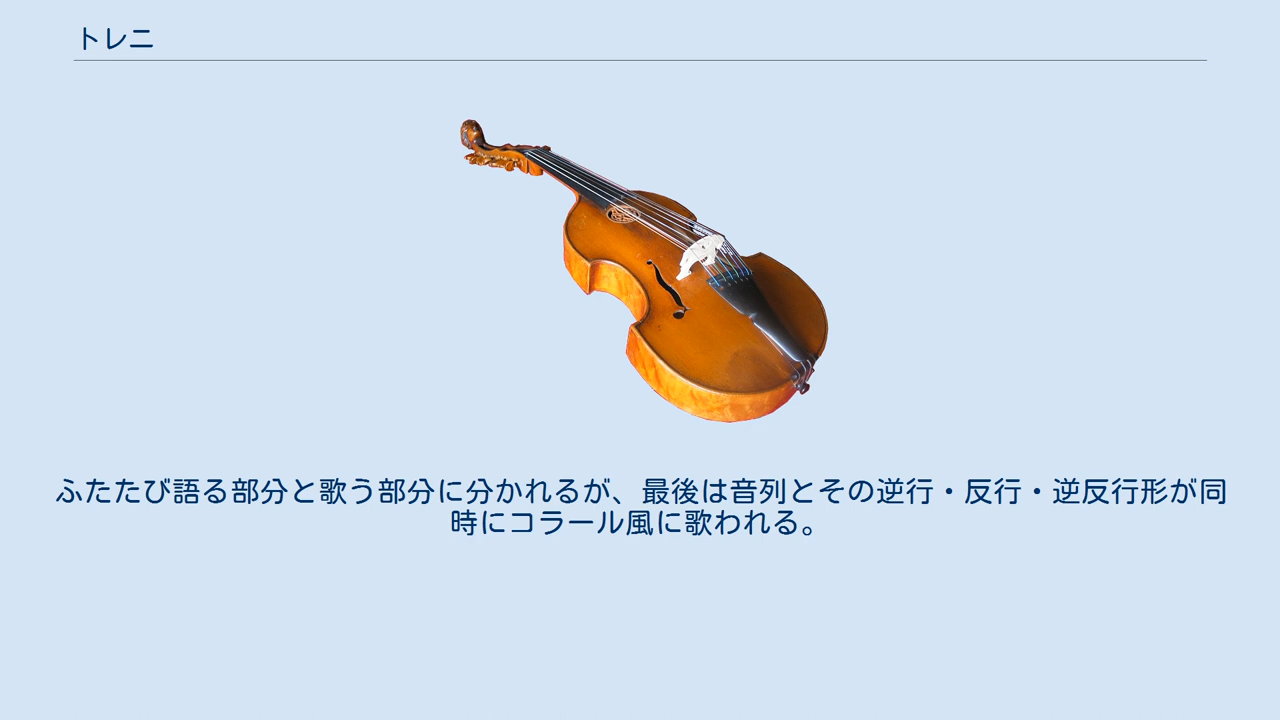 トレニ
ふたたび語る部分と歌う部分に分かれるが、最後は音列とその逆行・反行・逆反行形が同
時にコラール風に歌われる。